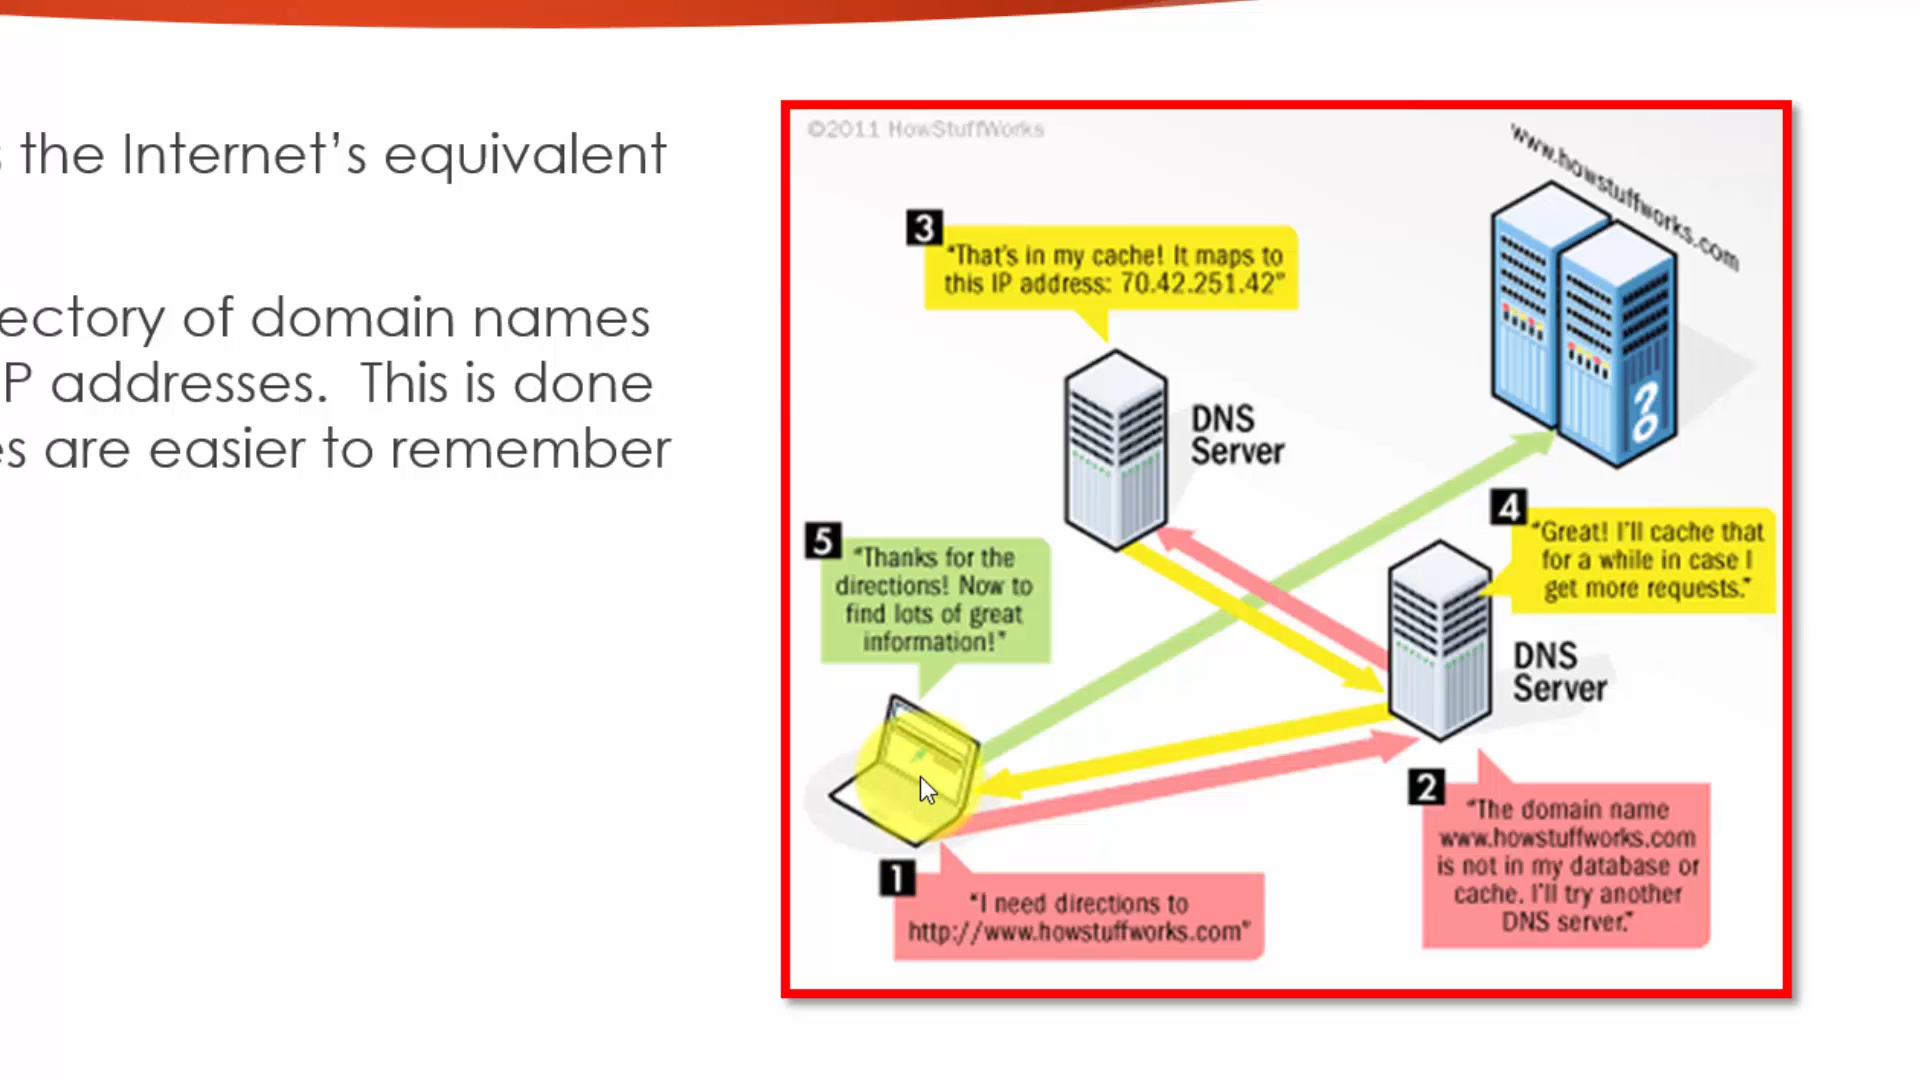 the Internet's equivalent
of domain names
addresses. This is done
are easier to remember
©2011 HowStuffWorks
www.howstuffworks.com
3
"That's in my cache! It maps to
this IP address: 70.42.251.42"
DNS
Server
4
"Great! I'll cache that
for a while in case I
get more requests."
5
"Thanks for the
directions! Now to
find lots of great
information!"
DNS
Server
2
"The domain name
www.howstuffworks.com
is not in my database or
cache. I'll try another
DNS server."
1
"I need directions to
http://www.howstuffworks.com"